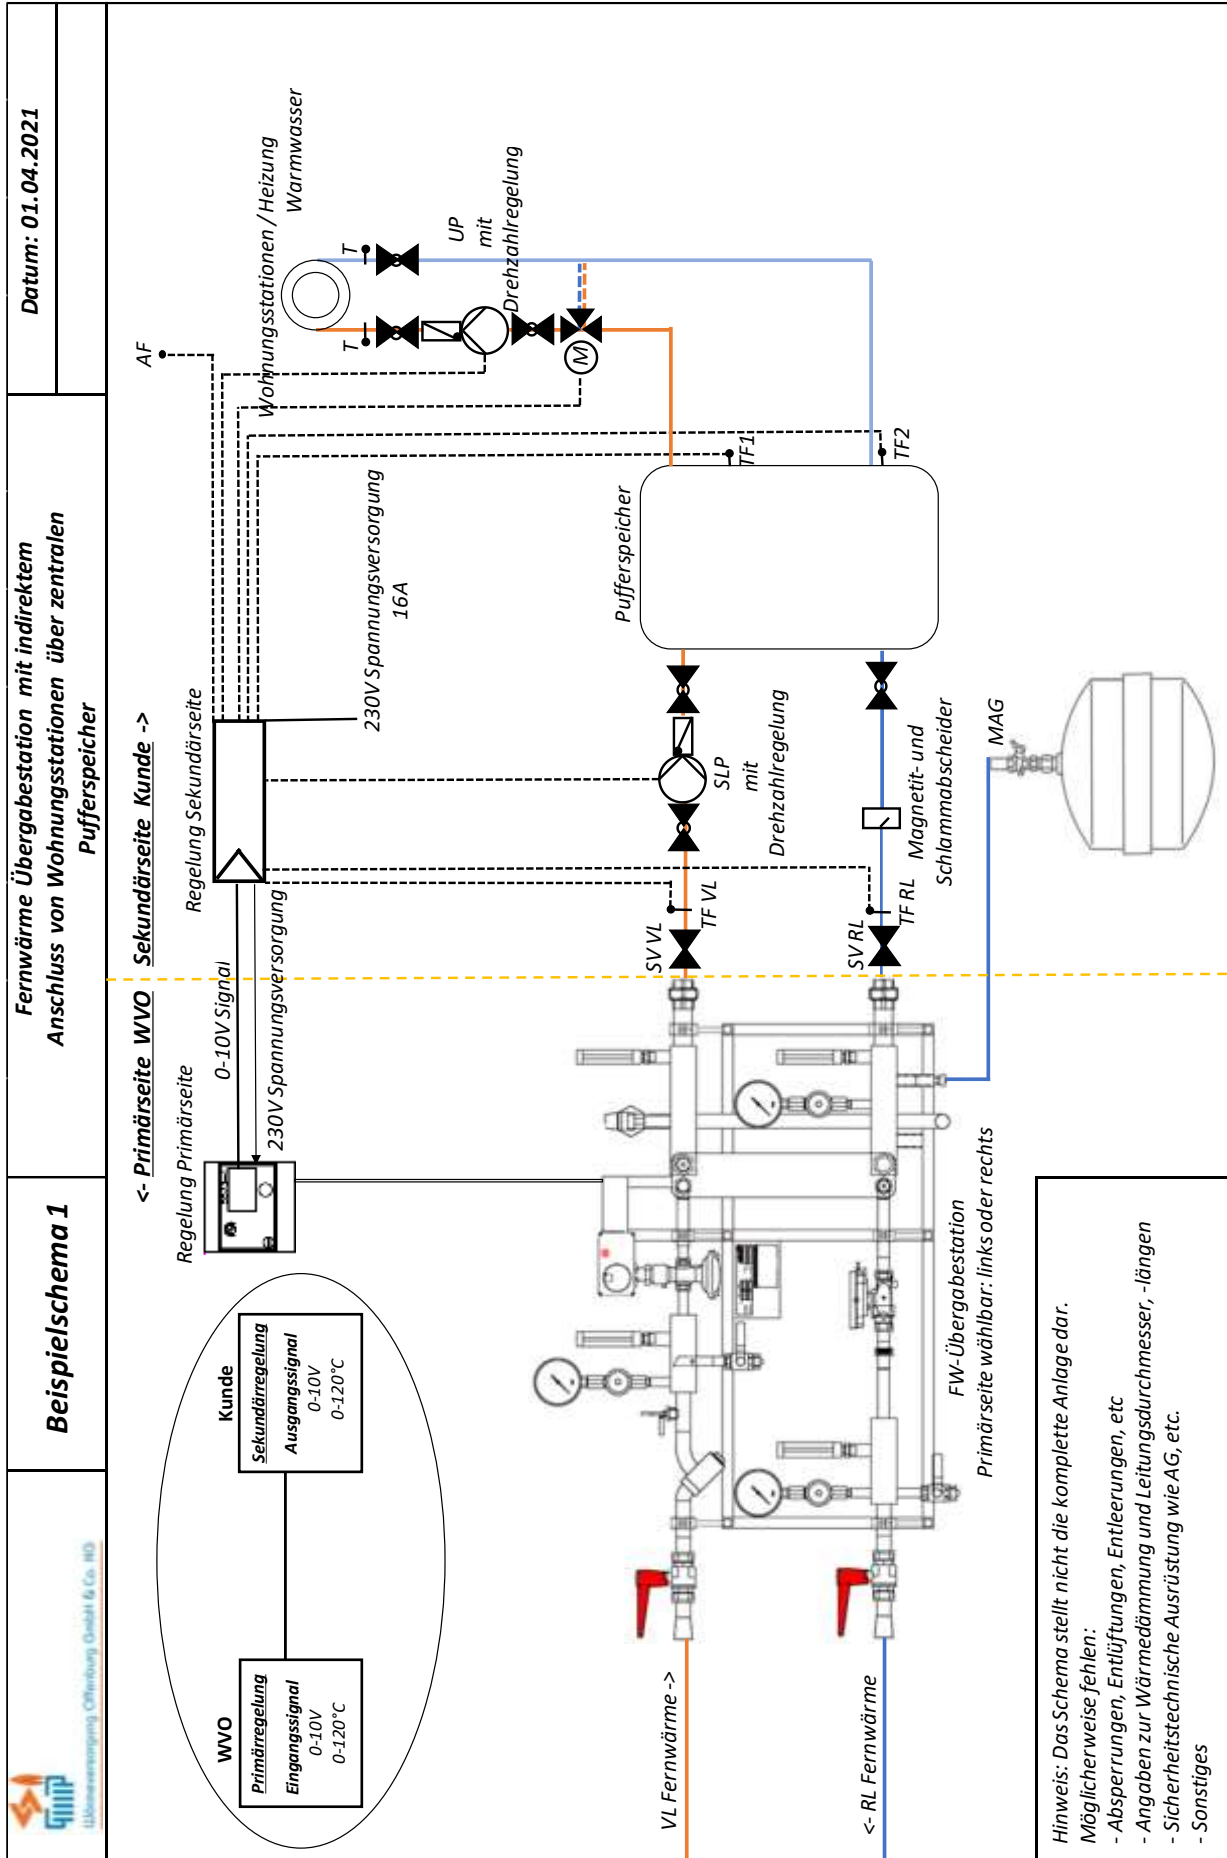 Wärmeversorgung Offenburg GmbH & Co. KG
Beispielschema 1
Fernwärme Übergabestation mit indirektem
Anschluss von Wohnungsstationen über zentralen
Pufferspeicher
Datum: 01.04.2021
<- Primärseite WVO
Sekundärseite Kunde ->
WVO
Primärregelung
Eingangssignal
0-10V
0-120°C
Kunde
Sekundärregelung
Ausgangssignal
0-10V
0-120°C
Regelung Primärseite
0-10V Signal
230V Spannungsversorgung
Regelung Sekundärseite
230V Spannungsversorgung
16A
AF
Wohnungsstationen / Heizung
Warmwasser
T
T
UP
mit
Drehzahlregelung
M
TF1
TF2
Pufferspeicher
SV VL
TF VL
SLP
mit
Drehzahlregelung
SV RL
TF RL
Magnetit- und
Schlammabscheider
MAG
VL Fernwärme ->
<- RL Fernwärme
FW-Übergabestation
Primärseite wählbar: links oder rechts
Hinweis: Das Schema stellt nicht die komplette Anlage dar.
Möglicherweise fehlen:
- Absperrungen, Entlüftungen, Entleerungen, etc
- Angaben zur Wärmedämmung und Leitungsdurchmesser, -längen
- Sicherheitstechnische Ausrüstung wie AG, etc.
- Sonstiges